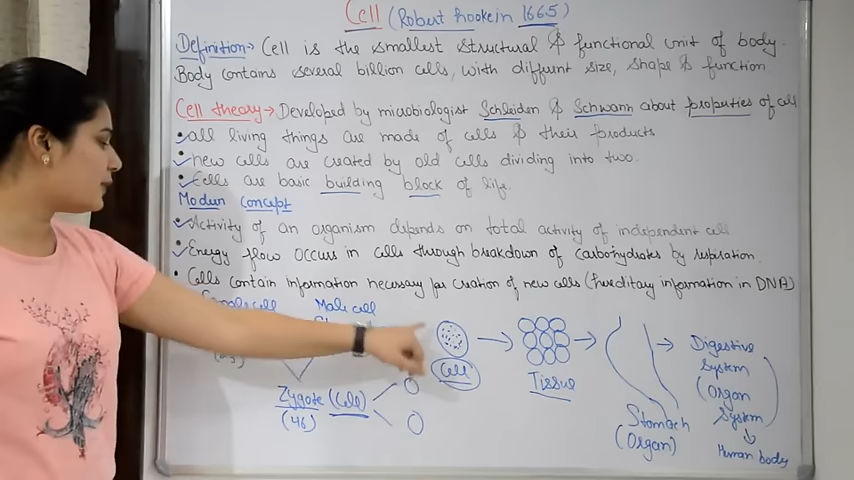 Cell (Robert Hooke in 1665)
Definition → Cell is the smallest structural & functional unit of body.
Body contains several billion cells, with different size, shape & function
Cell theory → Developed by microbiologist Schleiden & Schwann about properties of cell
all living things are made of cells & their products
new cells are created by old cells dividing into two.
Cells are basic building block of life.
Modern Concept
Activity of an organism depends on total activity of independent cell
Energy flow occurs in cells through breakdown of carbohydrates by respiration.
• Cells contain information necessary for creation of new cells (hereditary information in DNA)
Female cell Male cell
(23)
Zygote (Cell)
(46)
Cell
Tissue
Stomach
(Organ)
Digestive
System
(Organ
System)
Human body